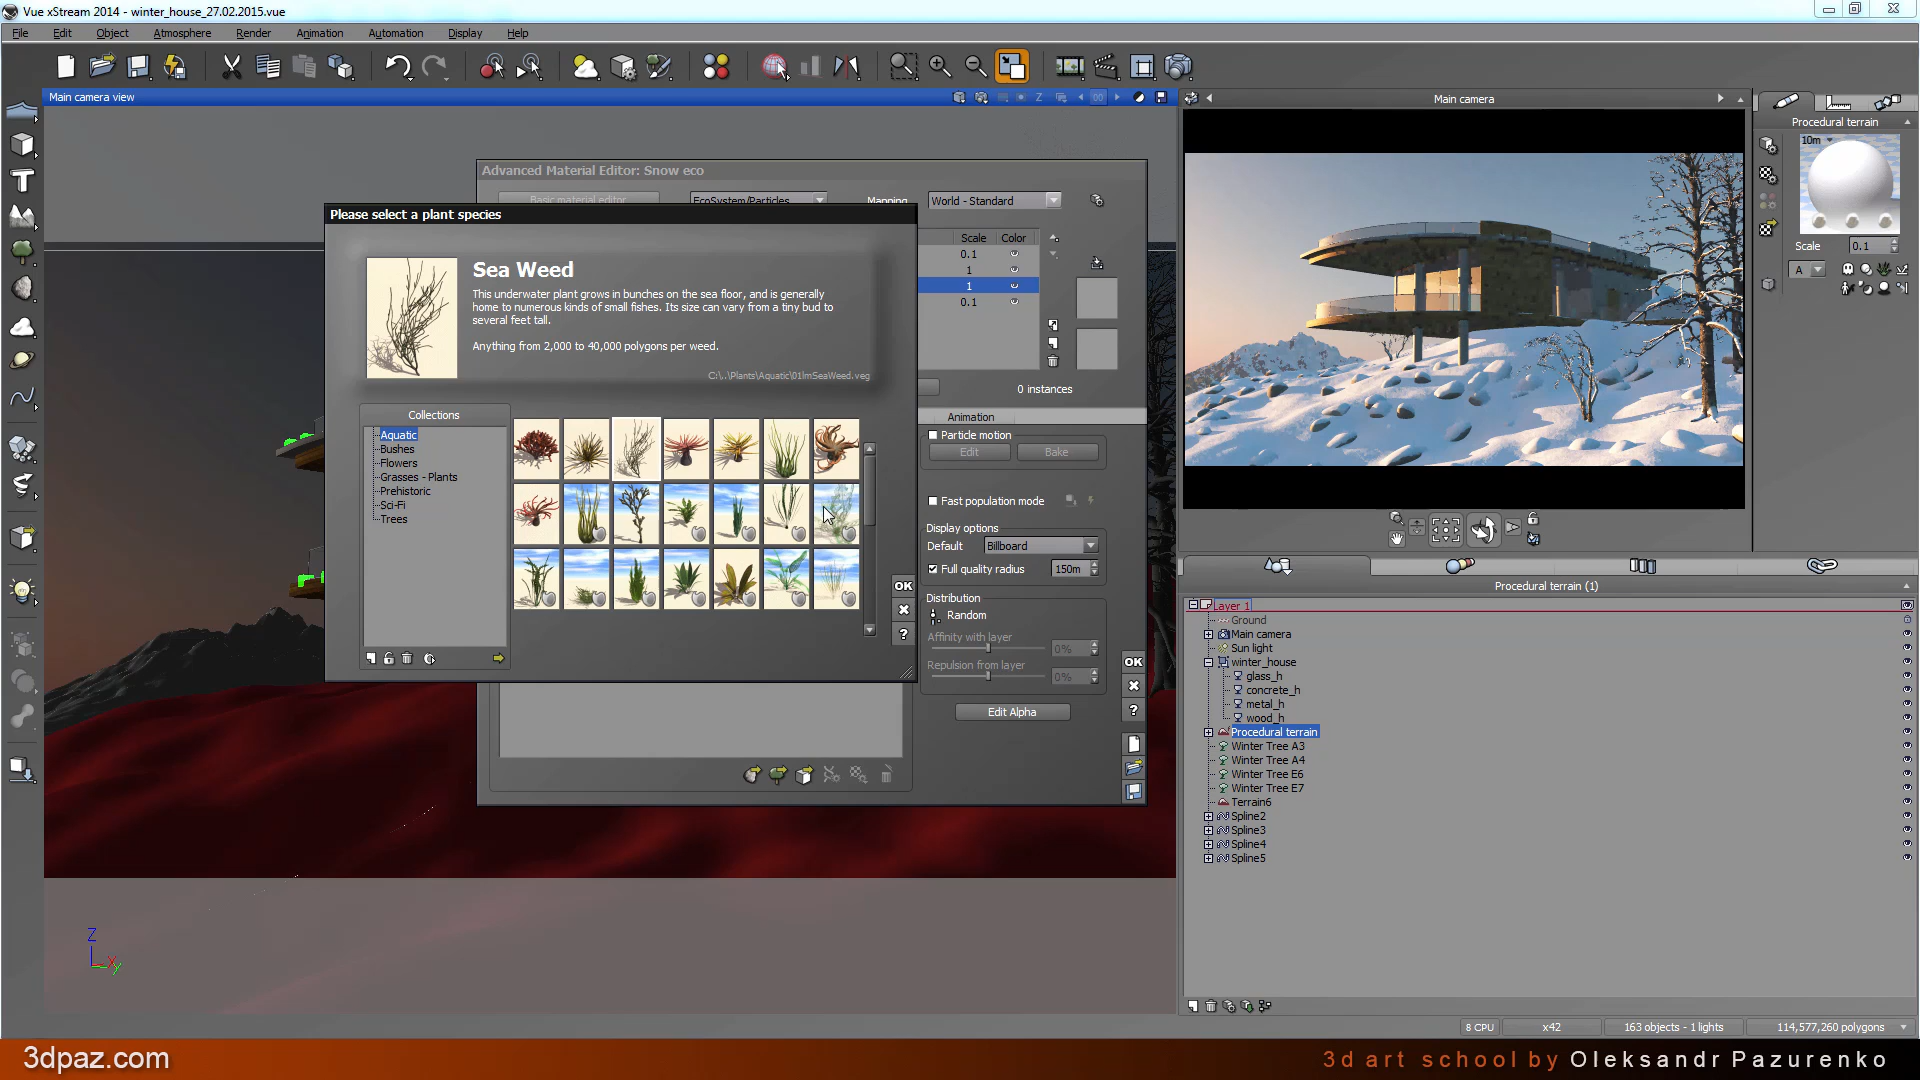 Vue xStream 2014 - winter_house_27.02.2015.vue
File Edit Object Atmosphere Render Animation Automation Display Help
Main camera view
Z
Main camera
Procedural terrain
10m
Scale 0.1
A
Advanced Material Editor: Snow eco
Basic material editor EcoSystem/Particles Mapping World - Standard
Please select a plant species
Sea Weed
This underwater plant grows in bunches on the sea floor, and is generally
home to numerous kinds of small fishes. Its size can vary from a tiny bud to
several feet tall.
Anything from 2,000 to 40,000 polygons per weed.
C:\..\Plants\Aquatic\01lmSeaWeed.veg
Collections
Aquatic
Bushes
Flowers
Grasses - Plants
Prehistoric
Sci-Fi
Trees
OK
?
Scale Color
0.1
1
1
0.1
0 instances
Animation
Particle motion
Edit Bake
Fast population mode
Display options
Default Billboard
Full quality radius 150m
Distribution
Random
Affinity with layer
0%
Repulsion from layer
0%
Edit Alpha
OK
?
Procedural terrain (1)
Layer 1
Ground
Main camera
Sun light
winter_house
glass_h
concrete_h
metal_h
wood_h
Procedural terrain
Winter Tree A3
Winter Tree A4
Winter Tree E6
Winter Tree E7
Terrain6
Spline2
Spline3
Spline4
Spline5
Z
X
y
8 CPU x42 163 objects - 1 lights 114,577,260 polygons
3dpaz.com
3d art school by Oleksandr Pazurenko